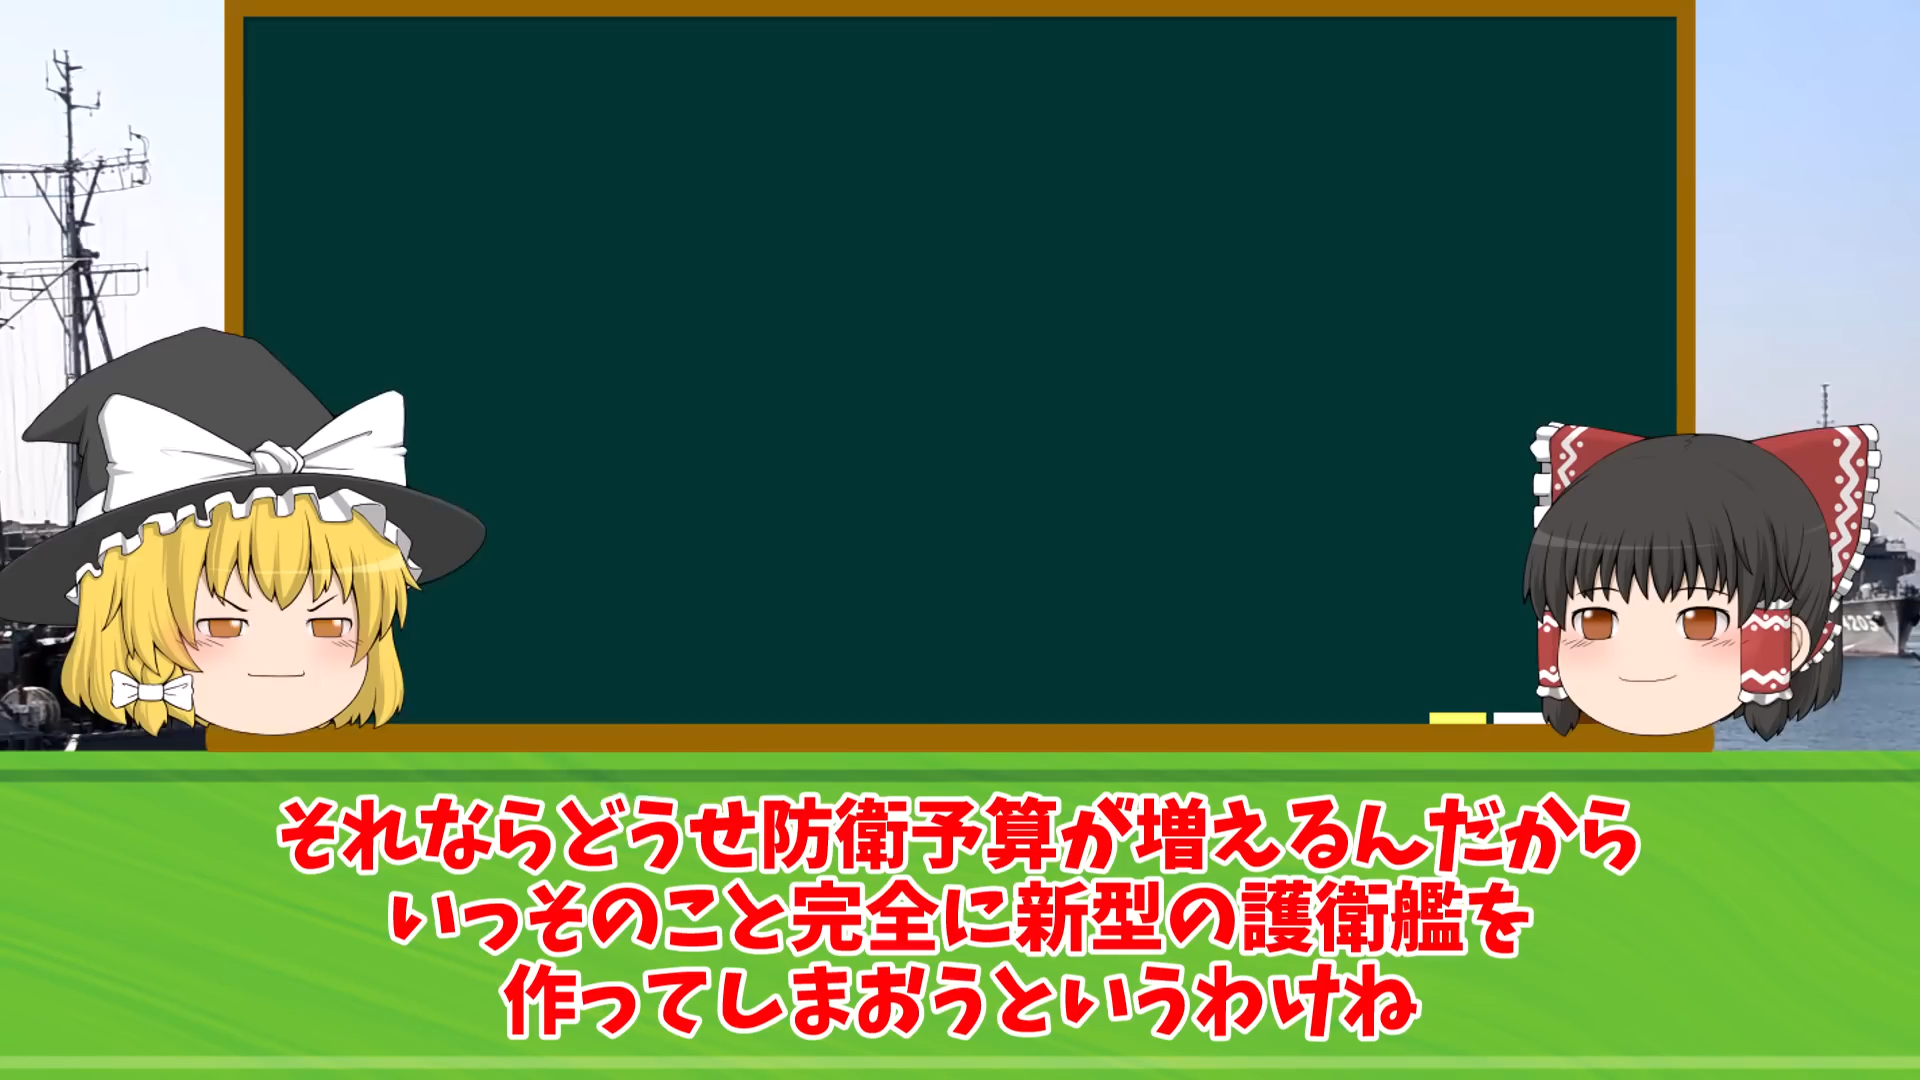 それならどうせ防衛予算が増えるんだから
いっそのこと完全に新型の護衛艦を
作ってしまおうというわけね